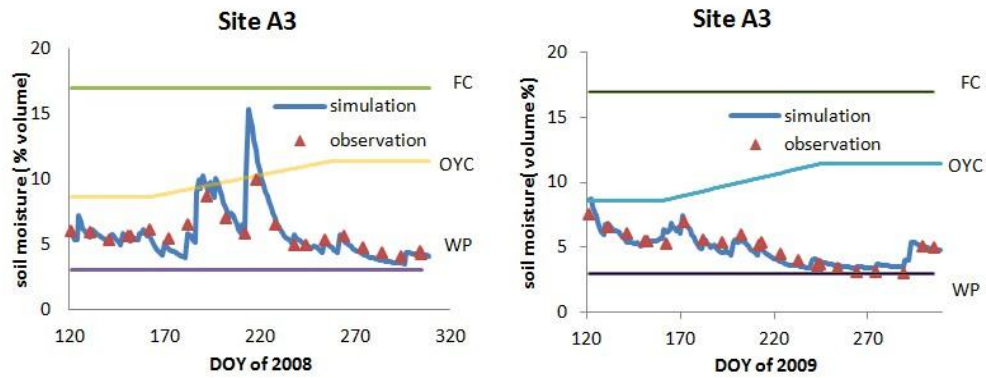 Site A3
soil moisture( % volume)
20
15
10
5
0
120 170 220 270 320
DOY of 2008
FC
simulation
observation
OYC
WP
Site A3
soil moisture( volume%)
20
15
10
5
0
120 170 220 270
DOY of 2009
FC
simulation
observation
OYC
WP